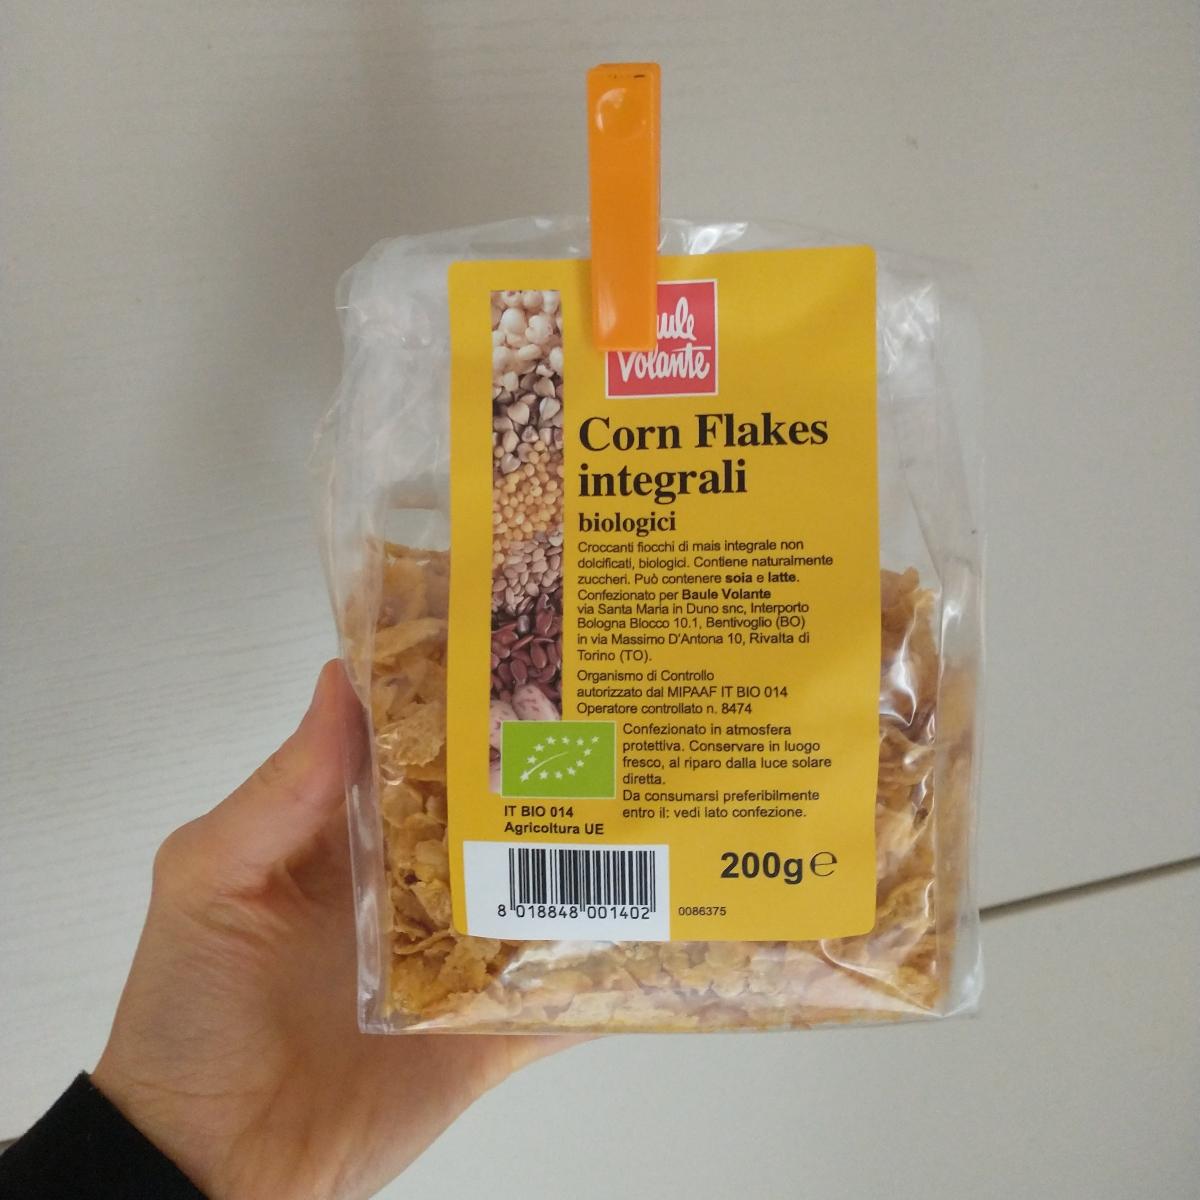 Volante
Corn Flakes
integrali
biologici
Croccanti fiocchi di mais integrale non
dolcificati, biologici. Contiene naturalmente
zuccheri. Può contenere soia e latte.
Confezionato per Baule Volante
via Santa Maria in Duno snc, Interporto
Bologna Blocco 10.1, Bentivoglio (BO)
in via Massimo D'Antona 10, Rivalta di
Torino (TO).
Organismo di Controllo
autorizzato dal MIPAAF IT BIO 014
Operatore controllato n. 8474
Confezionato in atmosfera
protettiva. Conservare in luogo
fresco, al riparo dalla luce solare
diretta.
Da consumarsi preferibilmente
entro il: vedi lato confezione.
IT BIO 014
Agricoltura UE
200g e
8 018848 001402
0086375